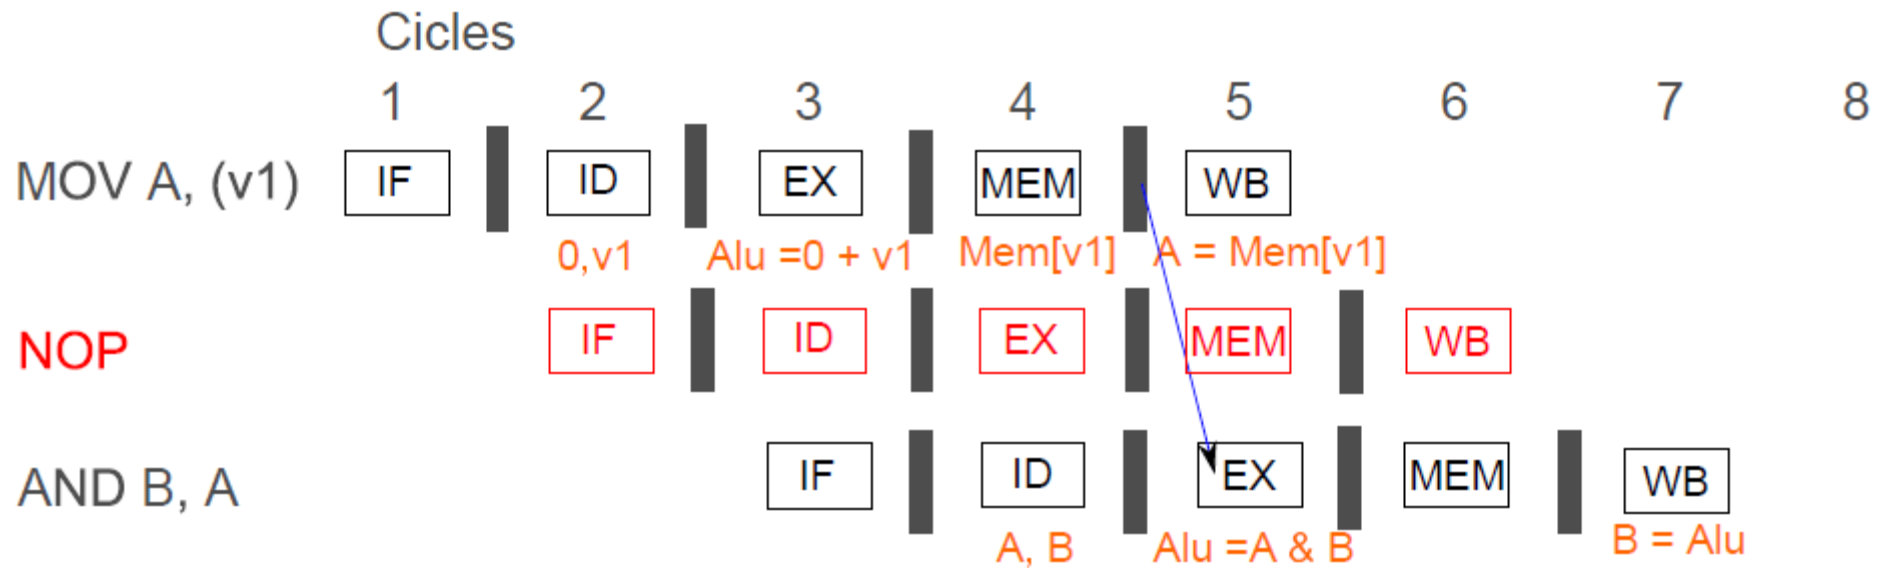 Cicles
1 2 3 4 5 6 7 8
MOV A, (v1) IF ID EX MEM WB
0,v1 Alu =0 + v1 Mem[v1] A = Mem[v1]
NOP IF ID EX MEM WB
AND B, A IF ID EX MEM WB
A, B Alu =A & B B = Alu